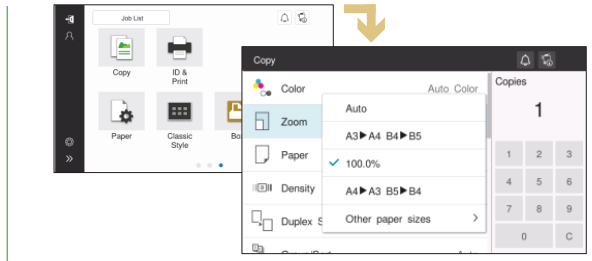 Job List
Copy
ID &
Print
Paper
Classic
Style
Bo
Copy
Color
Auto Color
Zoom
Paper
Density
Duplex S
Auto
A3▶A4 B4▶B5
✓ 100.0%
A4▶A3 B5▶B4
Other paper sizes >
Auto
Copies
1
1 2 3
4 5 6
7 8 9
0 C